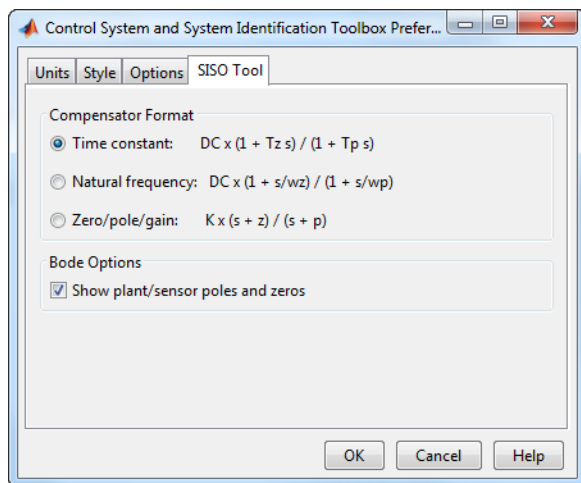 Control System and System Identification Toolbox Prefer...
Units Style Options SISO Tool
Compensator Format
Time constant: DC x (1 + Tz s) / (1 + Tp s)
Natural frequency: DC x (1 + s/wz) / (1 + s/wp)
Zero/pole/gain: K x (s + z) / (s + p)
Bode Options
Show plant/sensor poles and zeros
OK Cancel Help